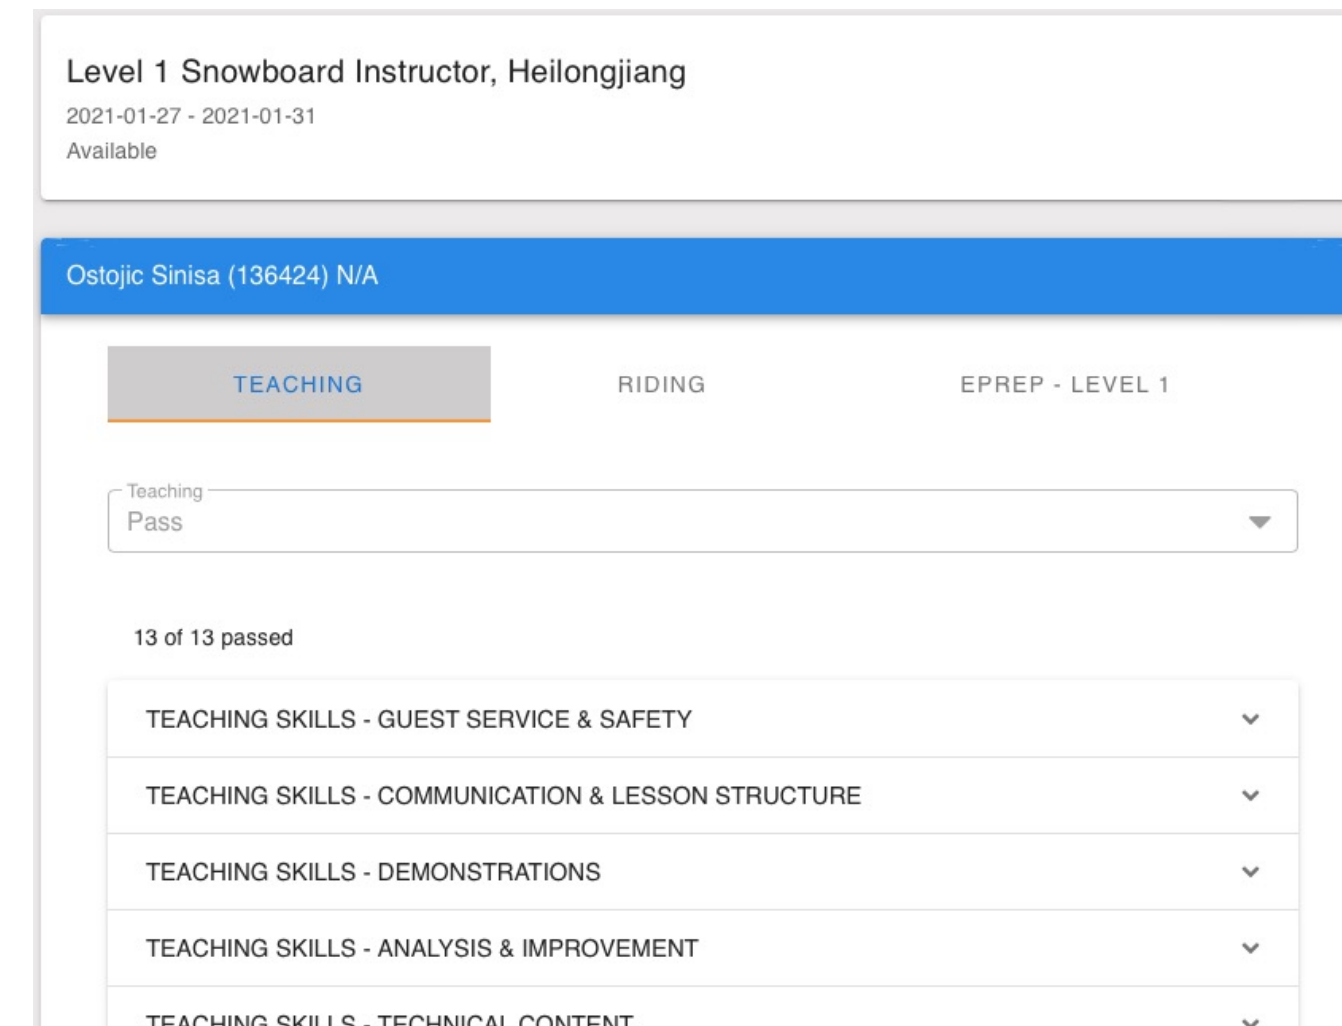 Level 1 Snowboard Instructor, Heilongjiang
2021-01-27 - 2021-01-31
Available
Ostojic Sinisa (136424) N/A
TEACHING RIDING EPREP - LEVEL 1
Teaching
Pass
13 of 13 passed
TEACHING SKILLS - GUEST SERVICE & SAFETY
TEACHING SKILLS - COMMUNICATION & LESSON STRUCTURE
TEACHING SKILLS - DEMONSTRATIONS
TEACHING SKILLS - ANALYSIS & IMPROVEMENT
TEACHING SKILLS - TECHNICAL CONTENT